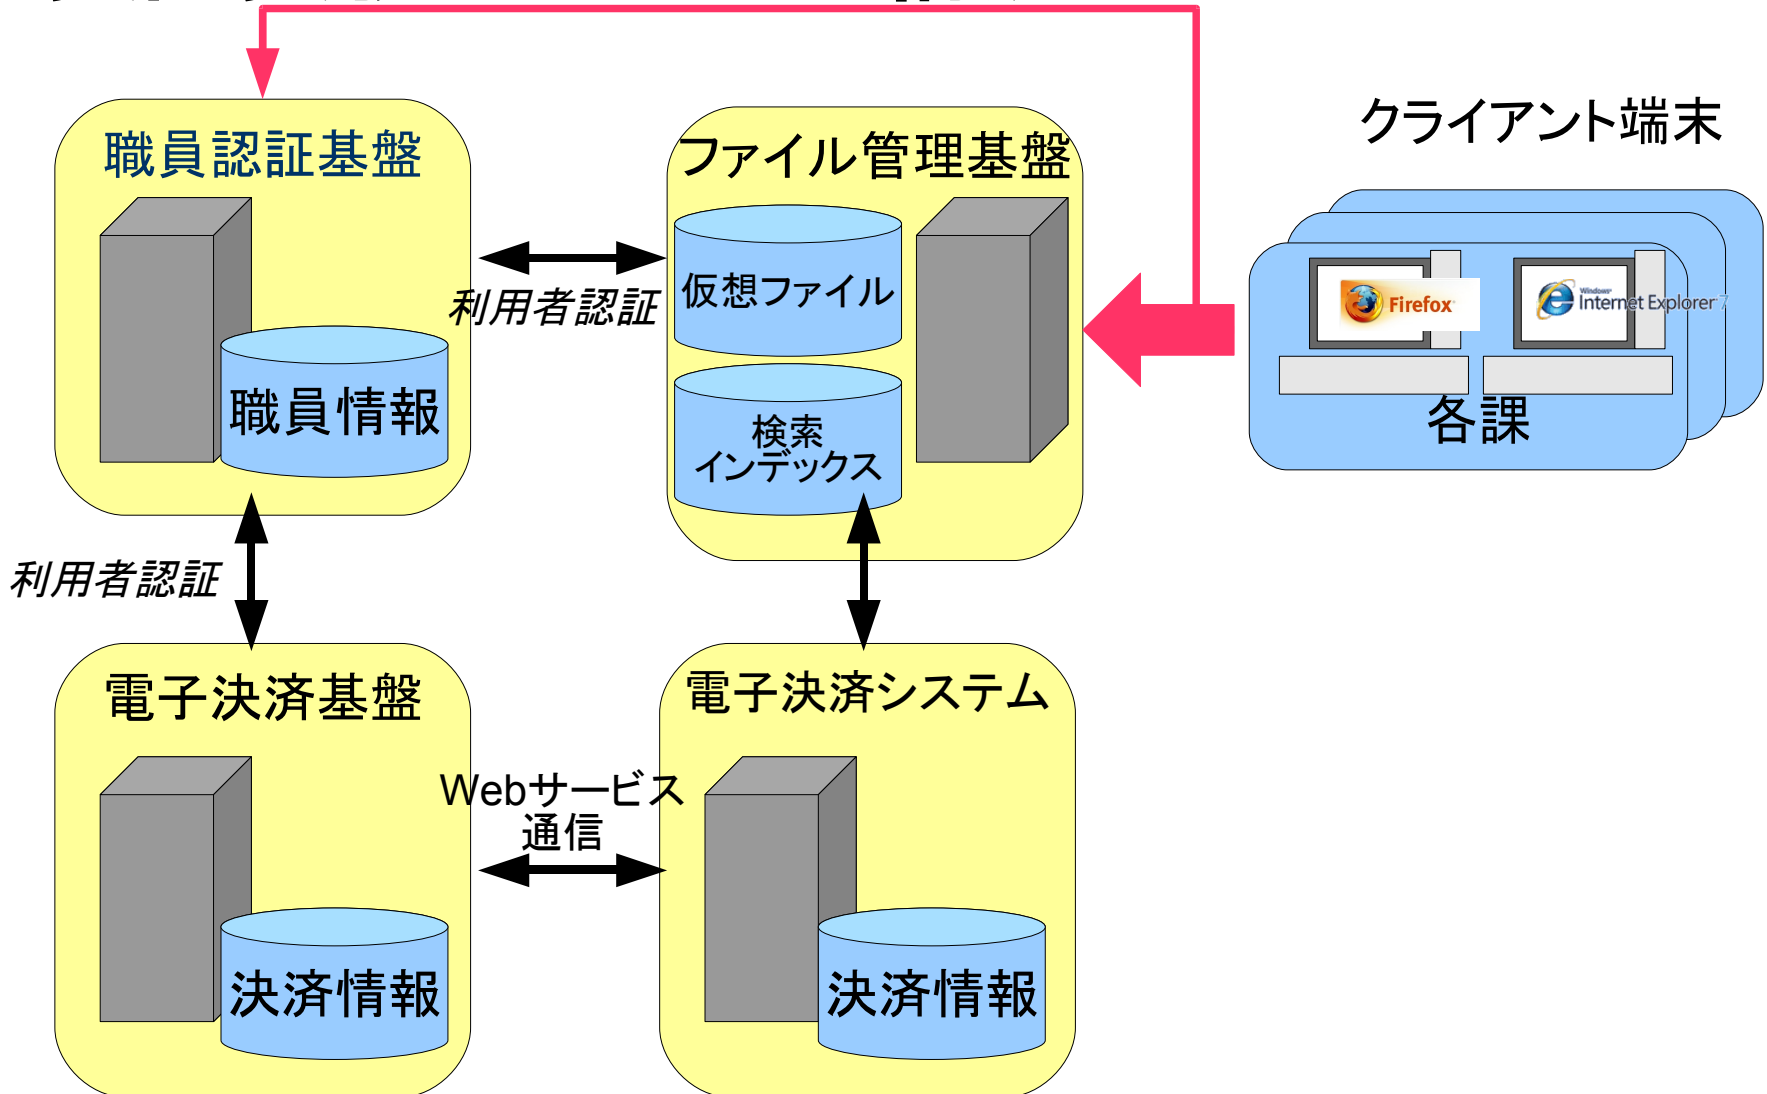 クライアント端末
職員認証基盤
ファイル管理基盤
仮想ファイル
利用者認証
Firefox
Windows
Internet Explorer 7
職員情報
検索
インデックス
各課
利用者認証
電子決済基盤
電子決済システム
Webサービス
通信
決済情報
決済情報